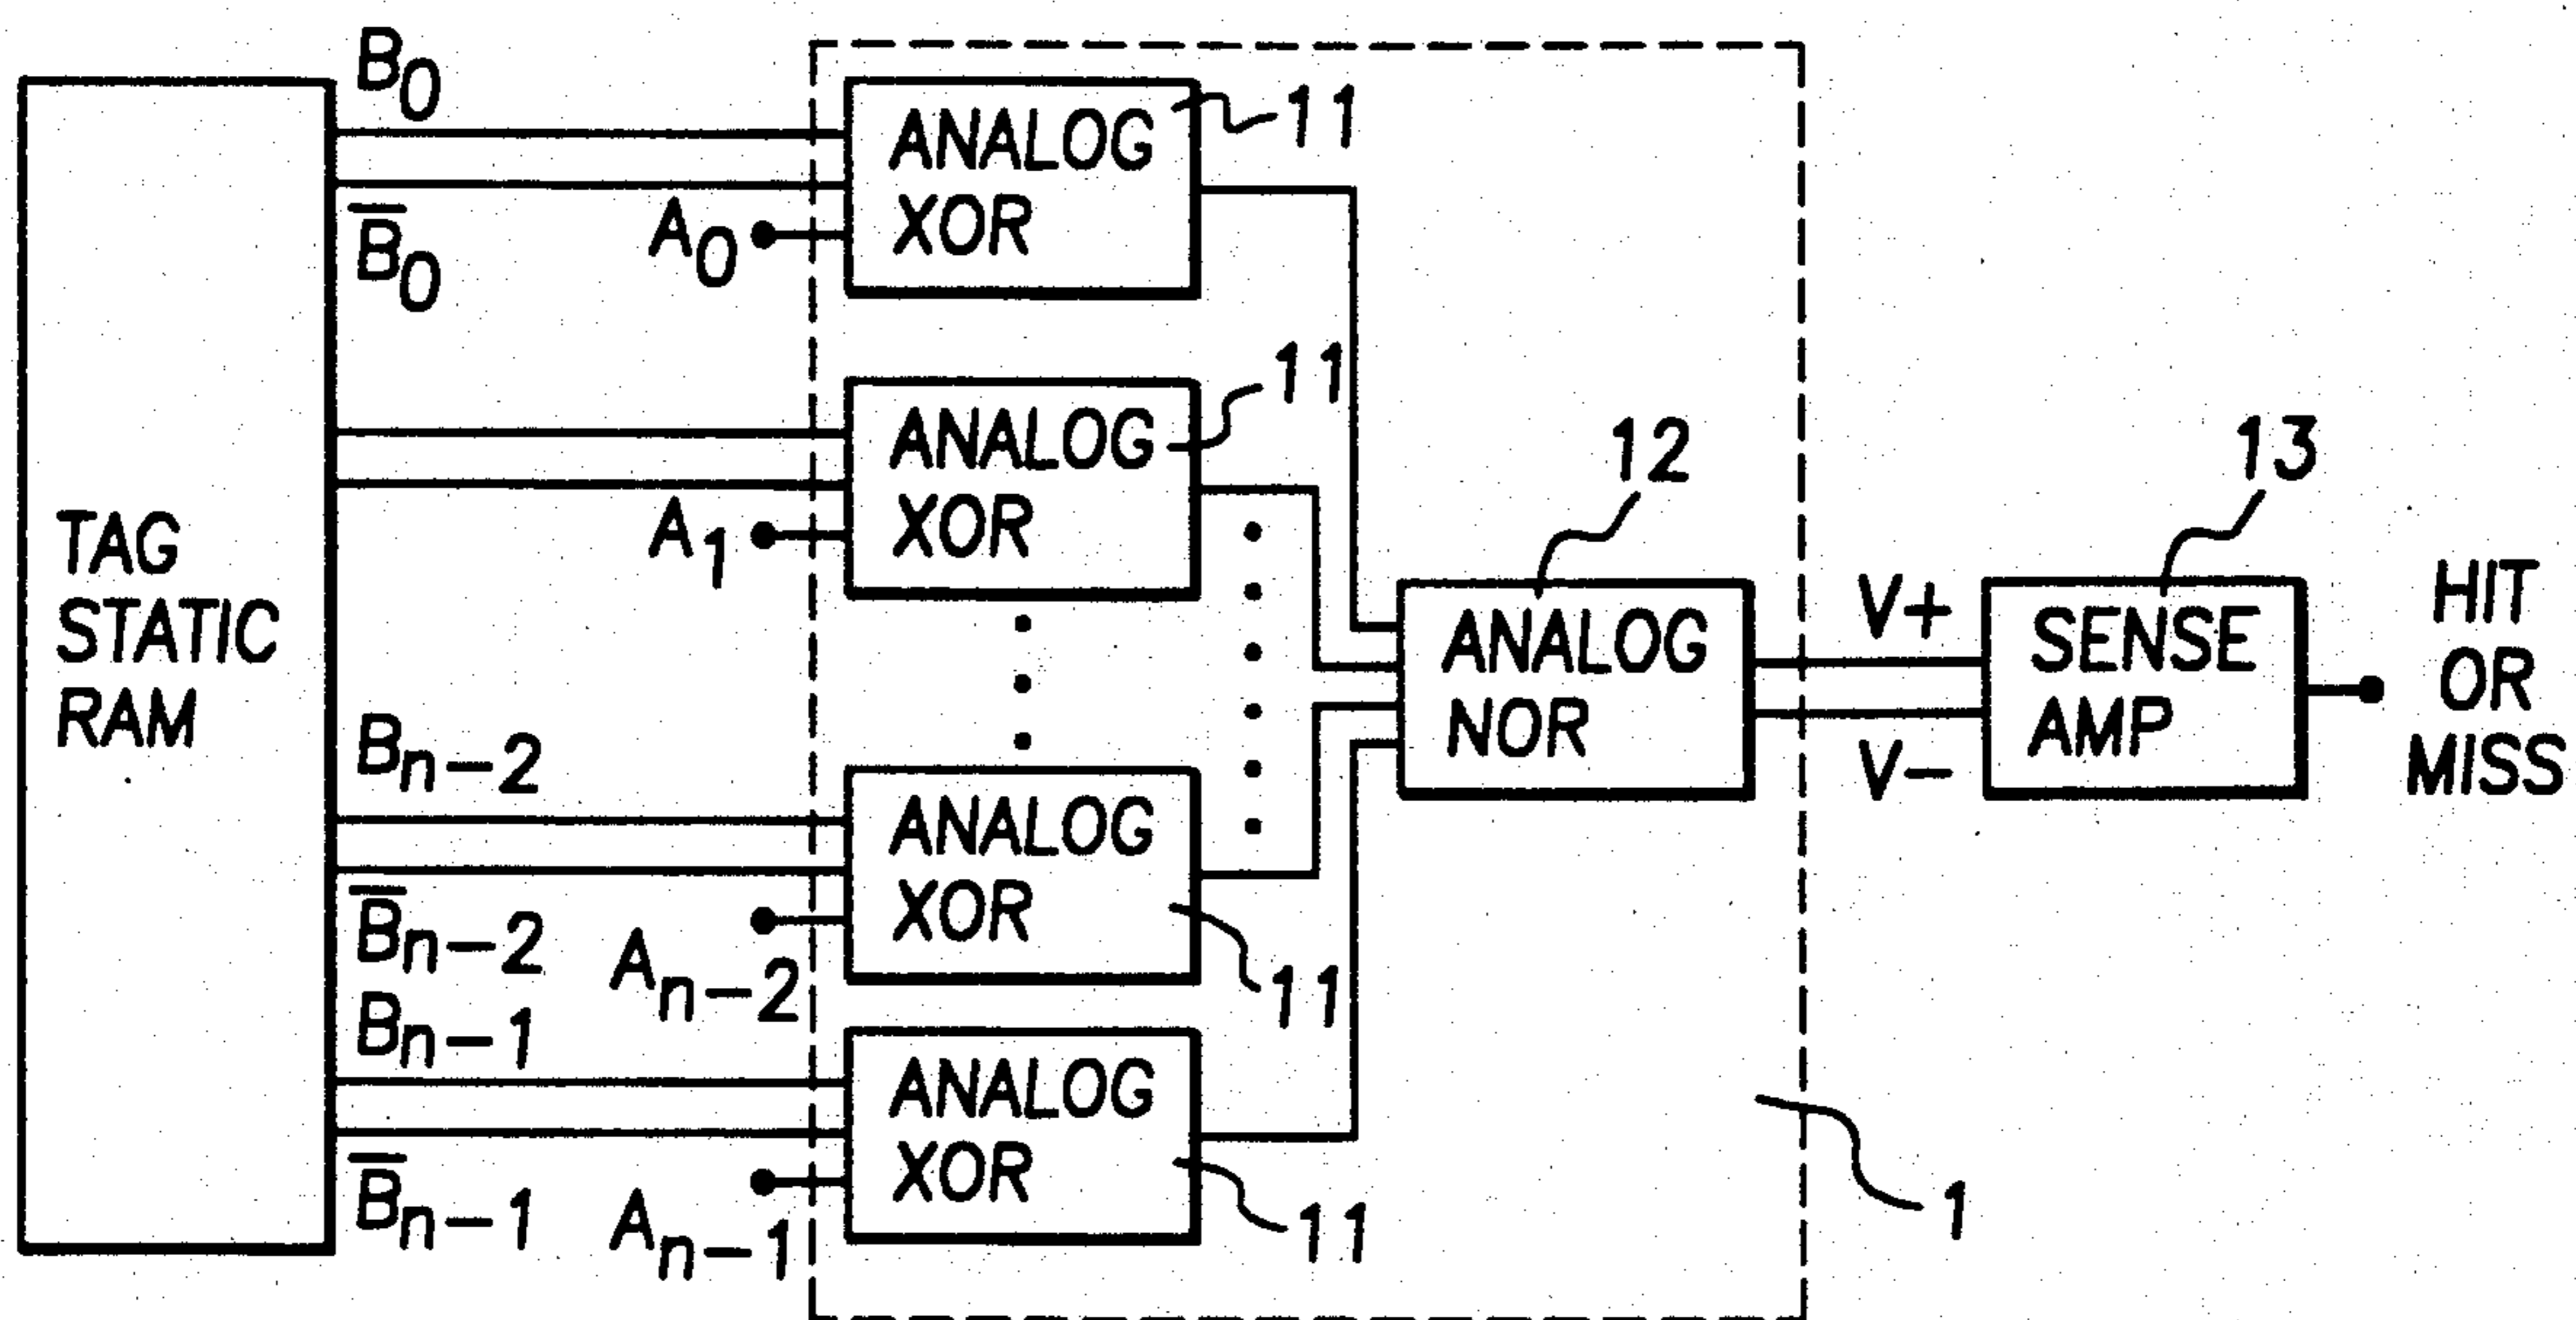 TAG
STATIC
RAM
B0
B̅0
A0
ANALOG
XOR
11
A1
ANALOG
XOR
11
Bn-2
B̅n-2
An-2
ANALOG
XOR
11
Bn-1
B̅n-1
An-1
ANALOG
XOR
11
12
ANALOG
NOR
1
V+
V-
13
SENSE
AMP
HIT
OR
MISS